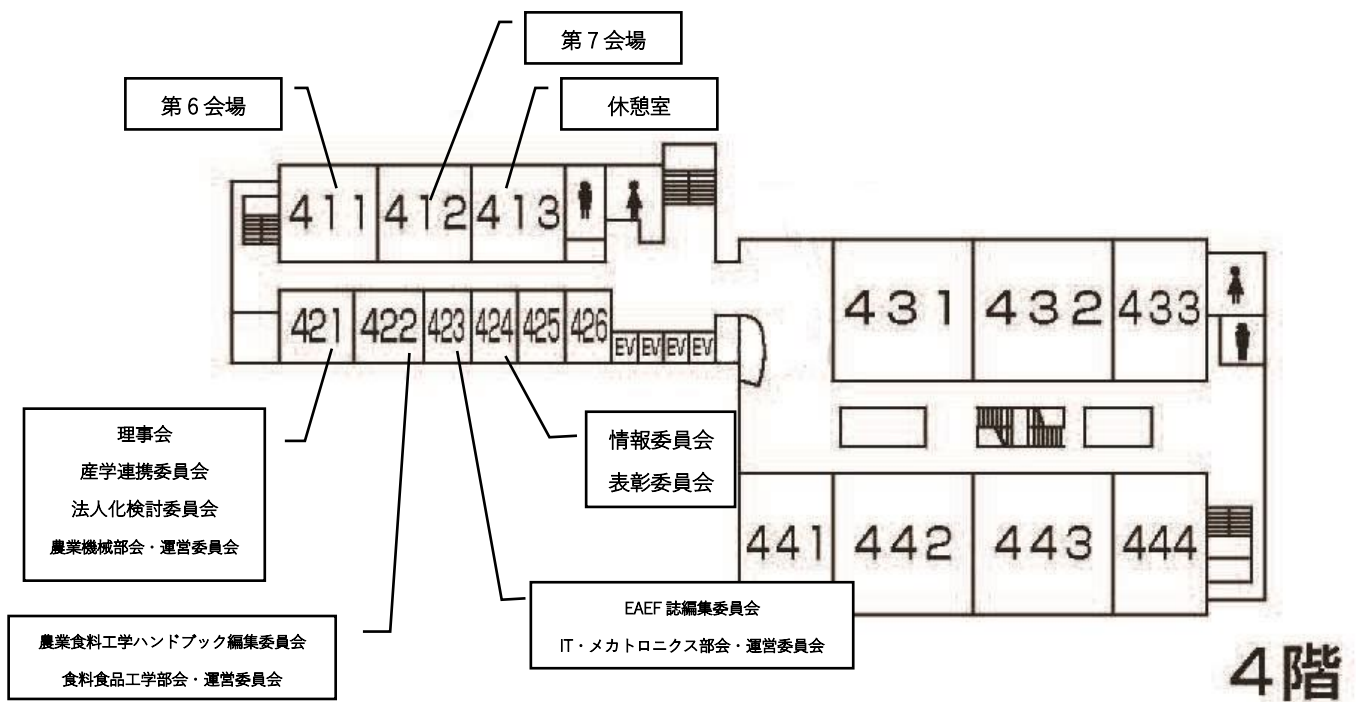 第７会場
第６会場
休憩室
411
412
413
431
432
433
421
422
423
424
425
426
EV
EV
EV
EV
理事会
産学連携委員会
法人化検討委員会
農業機械部会・運営委員会
情報委員会
表彰委員会
441
442
443
444
EAEF 誌編集委員会
IT・メカトロニクス部会・運営委員会
農業食料工学ハンドブック編集委員会
食料食品工学部会・運営委員会
4階